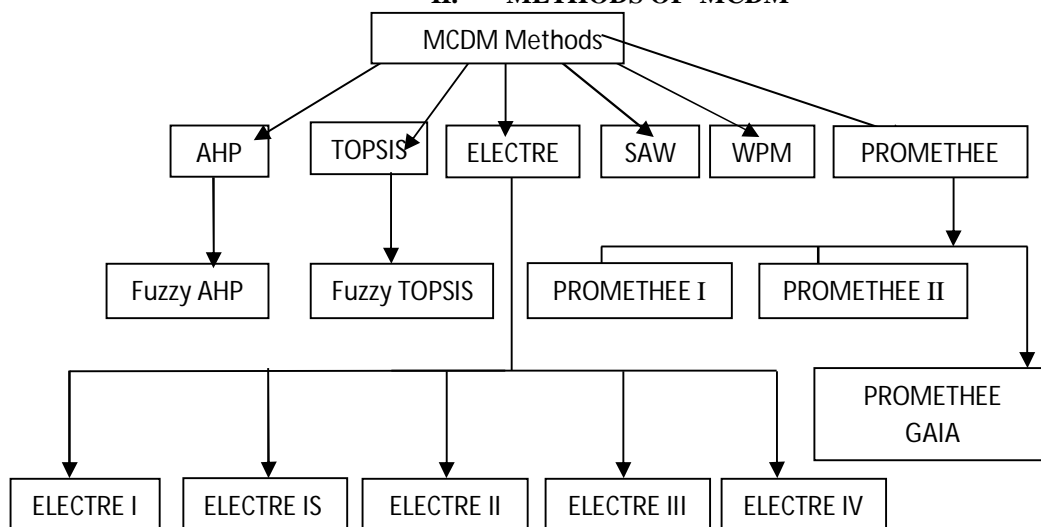 II. METHODS OF MCDM
MCDM Methods
AHP
TOPSIS
ELECTRE
SAW
WPM
PROMETHEE
Fuzzy AHP
Fuzzy TOPSIS
PROMETHEE I
PROMETHEE II
PROMETHEE
GAIA
ELECTRE I
ELECTRE IS
ELECTRE II
ELECTRE III
ELECTRE IV